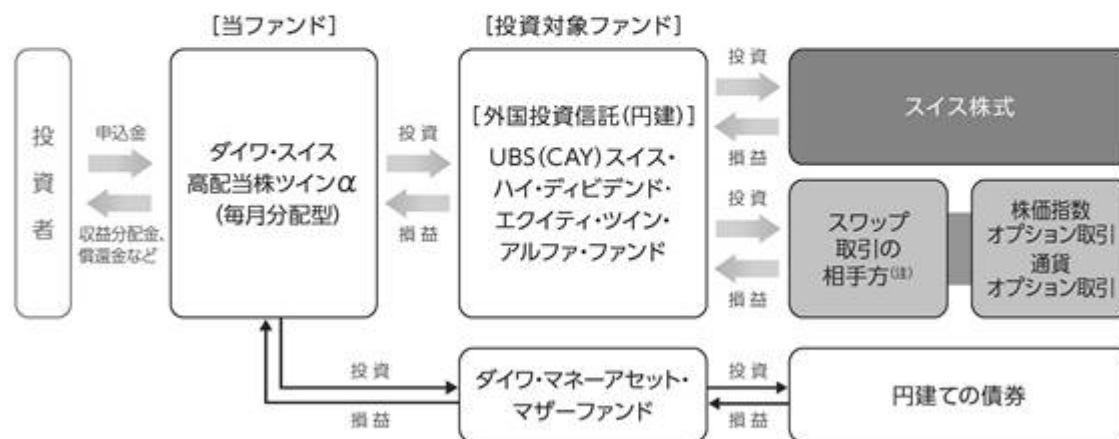 [当ファンド]
[投資対象ファンド]
投資者
申込金
収益分配金、
償還金など
ダイワ・スイス
高配当株ツインα
(毎月分配型)
投資
損益
[外国投資信託(円建)]
UBS(CAY)スイス・
ハイ・ディビデンド・
エクイティ・ツイン・
アルファ・ファンド
投資
損益
スイス株式
投資
損益
スワップ
取引の
相手方(注)
株価指数
オプション取引
通貨
オプション取引
投資
損益
ダイワ・マネーアセット・
マザーファンド
投資
損益
円建ての債券